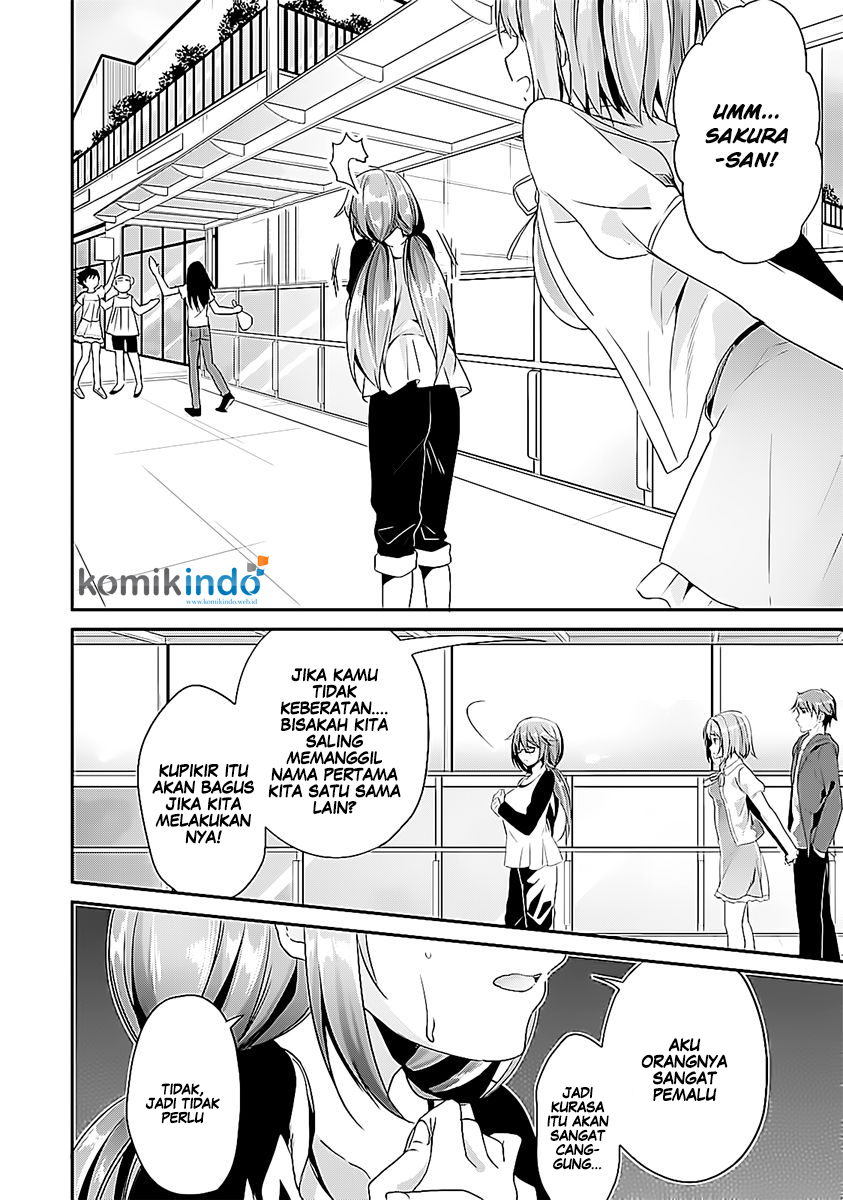 UMM...
SAKURA
-SAN!
komikindo
www.komikindo.web.id
JIKA KAMU
TIDAK
KEBERATAN....
BISAKAH KITA
SALING
MEMANGGIL
NAMA PERTAMA
KITA SATU SAMA
LAIN?
KUPIKIR ITU
AKAN BAGUS
JIKA KITA
MELAKUKAN
NYA!
AKU
ORANGNYA
SANGAT
PEMALU
JADI
KURASA
ITU AKAN
SANGAT
CANG-
GUNG...
TIDAK,
JADI TIDAK
PERLU